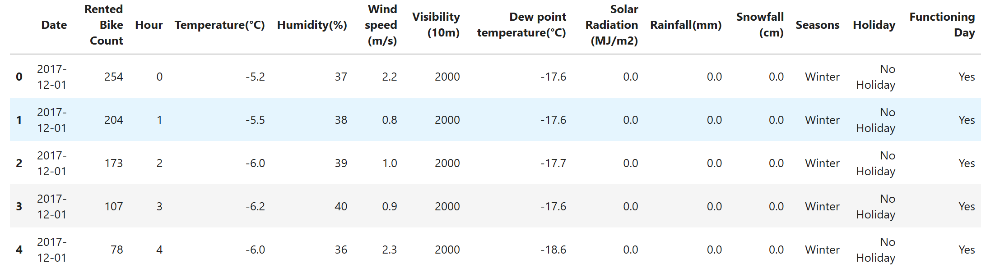 Date Rented Bike Count Hour Temperature(°C) Humidity(%) Wind speed (m/s) Visibility (10m) Dew point temperature(°C) Solar Radiation (MJ/m2) Rainfall(mm) Snowfall (cm) Seasons Holiday Functioning Day
0 2017-12-01 254 0 -5.2 37 2.2 2000 -17.6 0.0 0.0 0.0 Winter No Holiday Yes
1 2017-12-01 204 1 -5.5 38 0.8 2000 -17.6 0.0 0.0 0.0 Winter No Holiday Yes
2 2017-12-01 173 2 -6.0 39 1.0 2000 -17.7 0.0 0.0 0.0 Winter No Holiday Yes
3 2017-12-01 107 3 -6.2 40 0.9 2000 -17.6 0.0 0.0 0.0 Winter No Holiday Yes
4 2017-12-01 78 4 -6.0 36 2.3 2000 -18.6 0.0 0.0 0.0 Winter No Holiday Yes